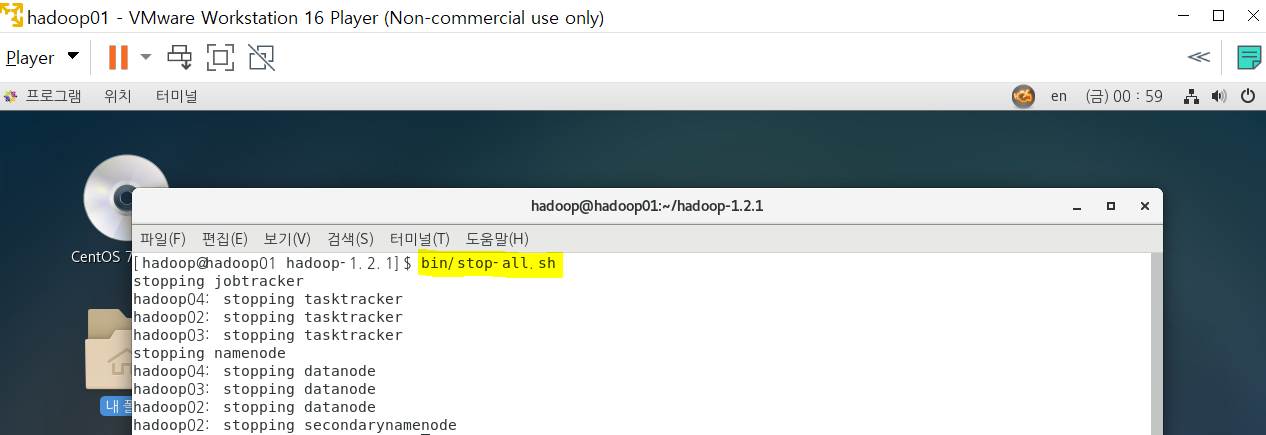 hadoop01 - VMware Workstation 16 Player (Non-commercial use only)
Player
프로그램 위치 터미널 en (금) 00 : 59
hadoop@hadoop01:~/hadoop-1.2.1
CentOS 7
파일(F) 편집(E) 보기(V) 검색(S) 터미널(T) 도움말(H)
[hadoop@hadoop01 hadoop-1.2.1]$ bin/stop-all.sh
stopping jobtracker
hadoop04: stopping tasktracker
hadoop02: stopping tasktracker
hadoop03: stopping tasktracker
stopping namenode
hadoop04: stopping datanode
hadoop03: stopping datanode
hadoop02: stopping datanode
hadoop02: stopping secondarynamenode
내